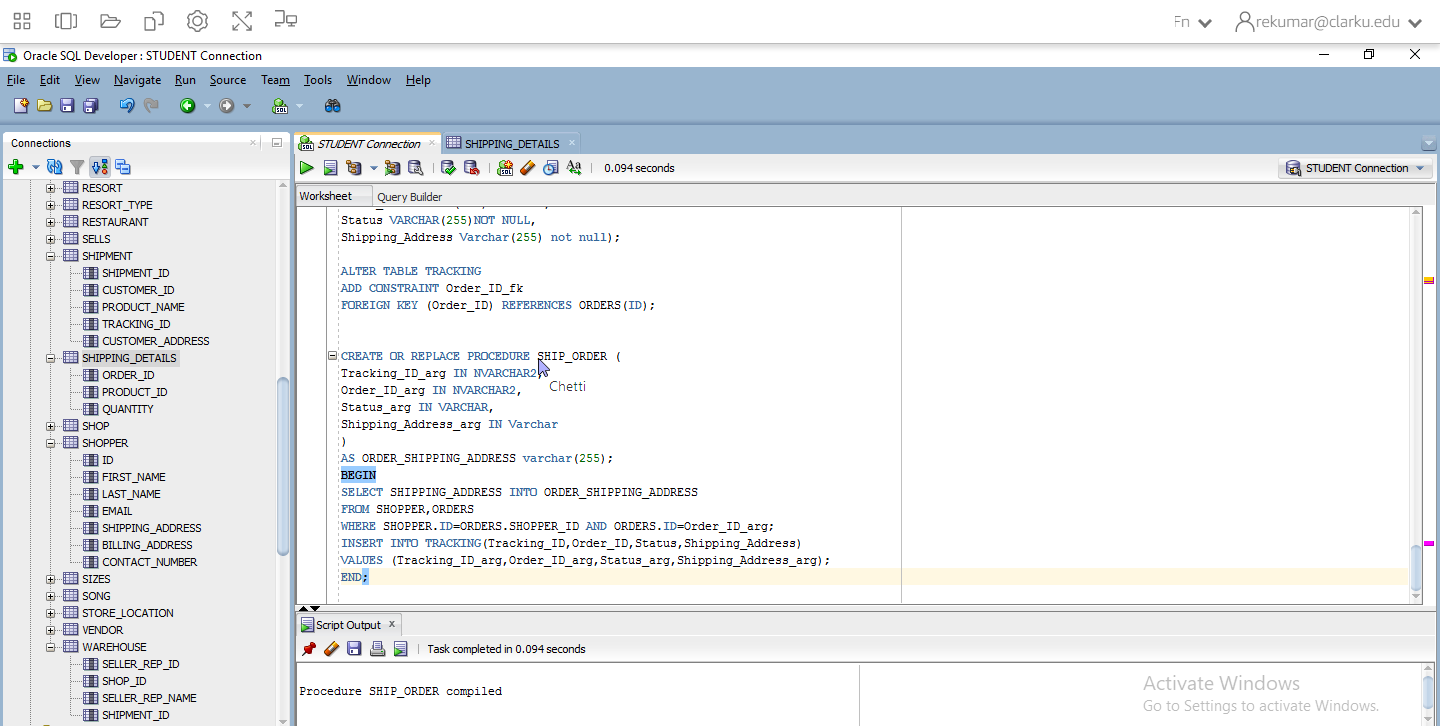 Fn
rekumar@clarku.edu
Oracle SQL Developer : STUDENT Connection
File Edit View Navigate Run Source Team Tools Window Help
Connections
STUDENT Connection
SHIPPING_DETAILS
0.094 seconds
STUDENT Connection
Worksheet
Query Builder
RESORT
RESORT_TYPE
RESTAURANT
SELLS
SHIPMENT
SHIPMENT_ID
CUSTOMER_ID
PRODUCT_NAME
TRACKING_ID
CUSTOMER_ADDRESS
SHIPPING_DETAILS
ORDER_ID
PRODUCT_ID
QUANTITY
SHOP
SHOPPER
ID
FIRST_NAME
LAST_NAME
EMAIL
SHIPPING_ADDRESS
BILLING_ADDRESS
CONTACT_NUMBER
SIZES
SONG
STORE_LOCATION
VENDOR
WAREHOUSE
SELLER_REP_ID
SHOP_ID
SELLER_REP_NAME
SHIPMENT_ID
Status VARCHAR(255)NOT NULL,
Shipping_Address Varchar(255) not null);
ALTER TABLE TRACKING
ADD CONSTRAINT Order_ID_fk
FOREIGN KEY (Order_ID) REFERENCES ORDERS(ID);
CREATE OR REPLACE PROCEDURE SHIP_ORDER (
Tracking_ID_arg IN NVARCHAR2,
Chetti
Order_ID_arg IN NVARCHAR2,
Status_arg IN VARCHAR,
Shipping_Address_arg IN Varchar
)
AS ORDER_SHIPPING_ADDRESS varchar(255);
BEGIN
SELECT SHIPPING_ADDRESS INTO ORDER_SHIPPING_ADDRESS
FROM SHOPPER,ORDERS
WHERE SHOPPER.ID=ORDERS.SHOPPER_ID AND ORDERS.ID=Order_ID_arg;
INSERT INTO TRACKING(Tracking_ID,Order_ID,Status,Shipping_Address)
VALUES (Tracking_ID_arg,Order_ID_arg,Status_arg,Shipping_Address_arg);
END;
Script Output
Task completed in 0.094 seconds
Procedure SHIP_ORDER compiled
Activate Windows
Go to Settings to activate Windows.